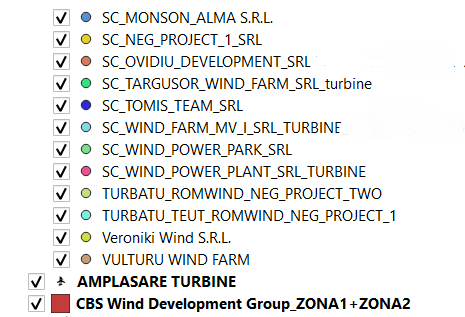 SC_MONSON_ALMA S.R.L.
SC_NEG_PROJECT_1_SRL
SC_OVIDIU_DEVELOPMENT_SRL
SC_TARGUSOR_WIND_FARM_SRL_turbine
SC_TOMIS_TEAM_SRL
SC_WIND_FARM_MV_I_SRL_TURBINE
SC_WIND_POWER_PARK_SRL
SC_WIND_POWER_PLANT_SRL_TURBINE
TURBATU_ROMWIND_NEG_PROJECT_TWO
TURBATU_TEUT_ROMWIND_NEG_PROJECT_1
Veroniki Wind S.R.L.
VULTURU WIND FARM
AMPLASARE TURBINE
CBS Wind Development Group_ZONA1+ZONA2